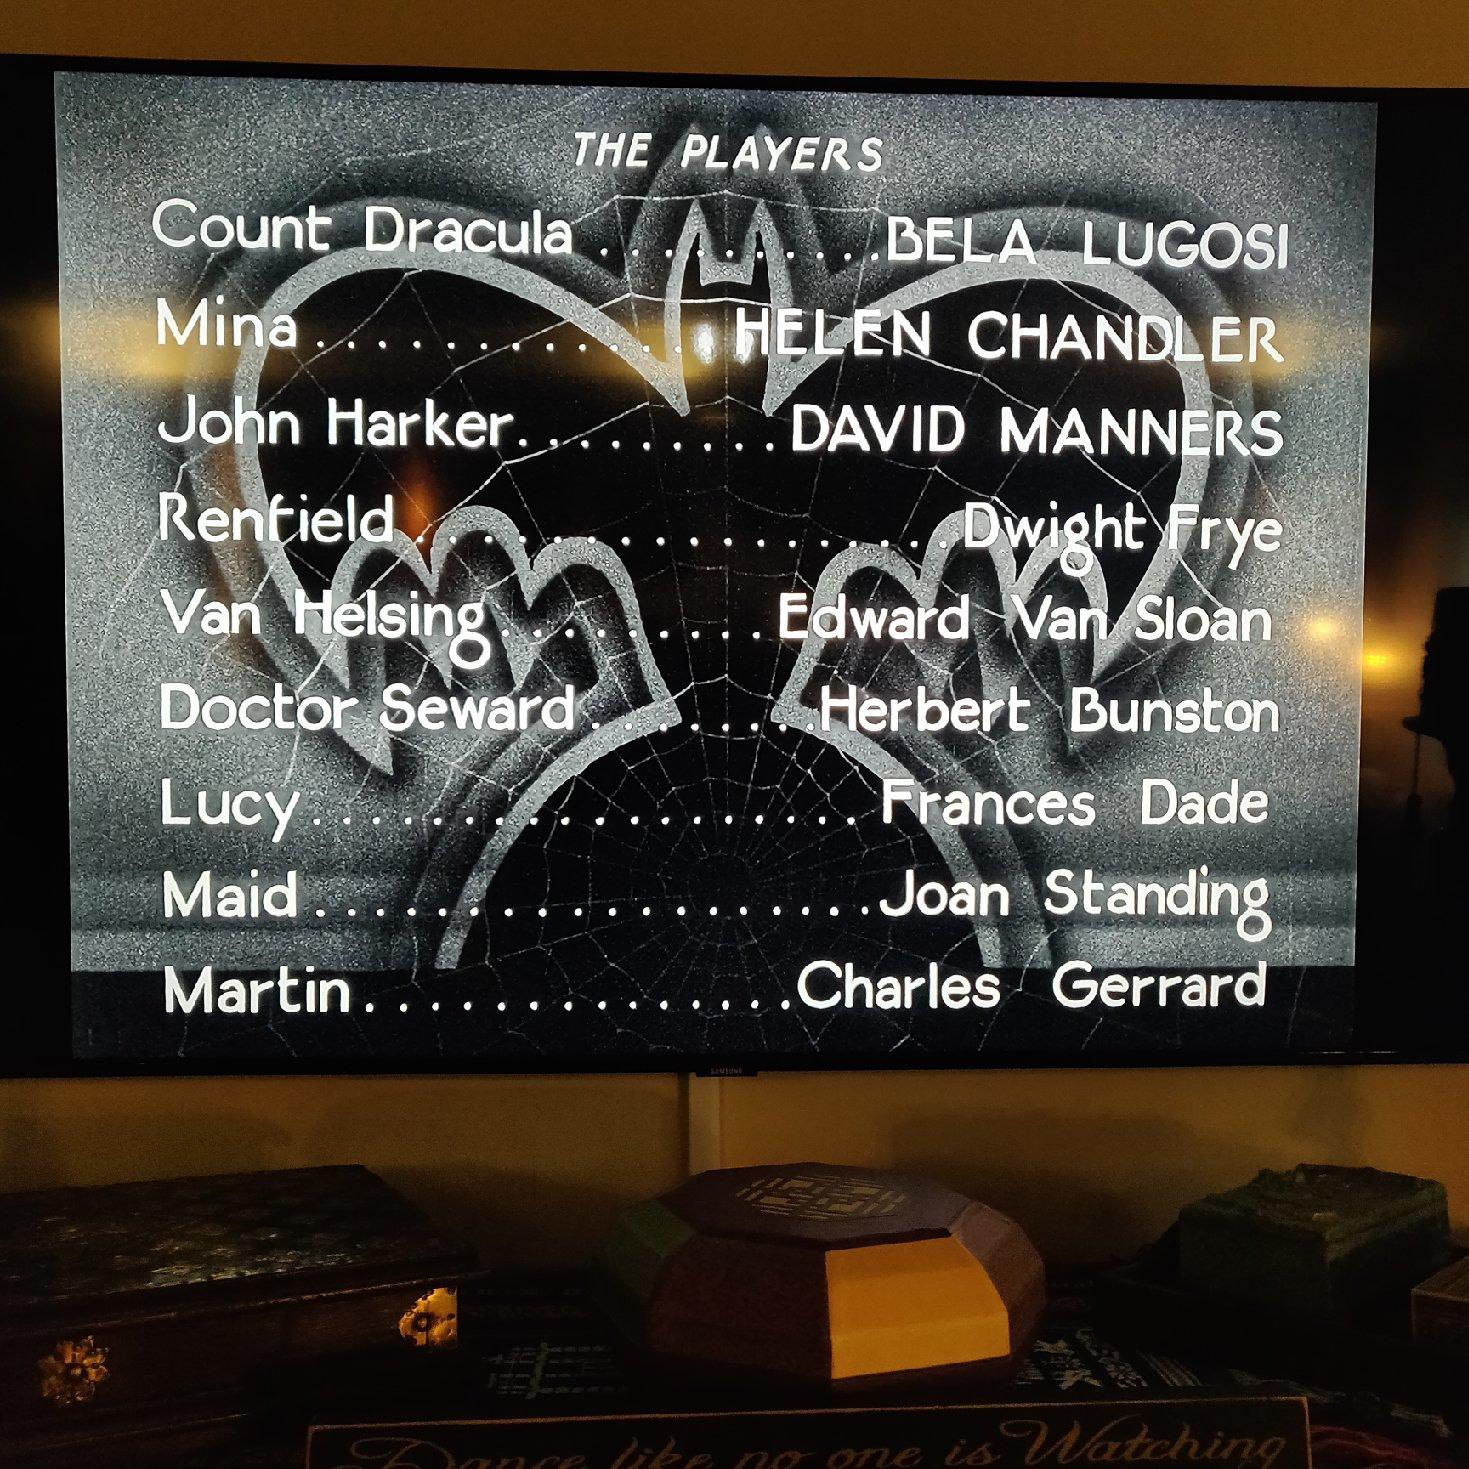 THE PLAYERS
Count Dracula . . . . . . . . . . BELA LUGOSI
Mina . . . . . . . . . . . . . . . HELEN CHANDLER
John Harker. . . . . . . . . DAVID MANNERS
Renfield . . . . . . . . . . . . . . . . . . . . Dwight Frye
Van Helsing . . . . . . . . . . Edward Van Sloan
Doctor Seward . . . . . . . . Herbert Bunston
Lucy . . . . . . . . . . . . . . . . . . . . Frances Dade
Maid . . . . . . . . . . . . . . . . . . . . Joan Standing
Martin . . . . . . . . . . . . . . . Charles Gerrard
SAMSUNG
Dance like no one is Watching